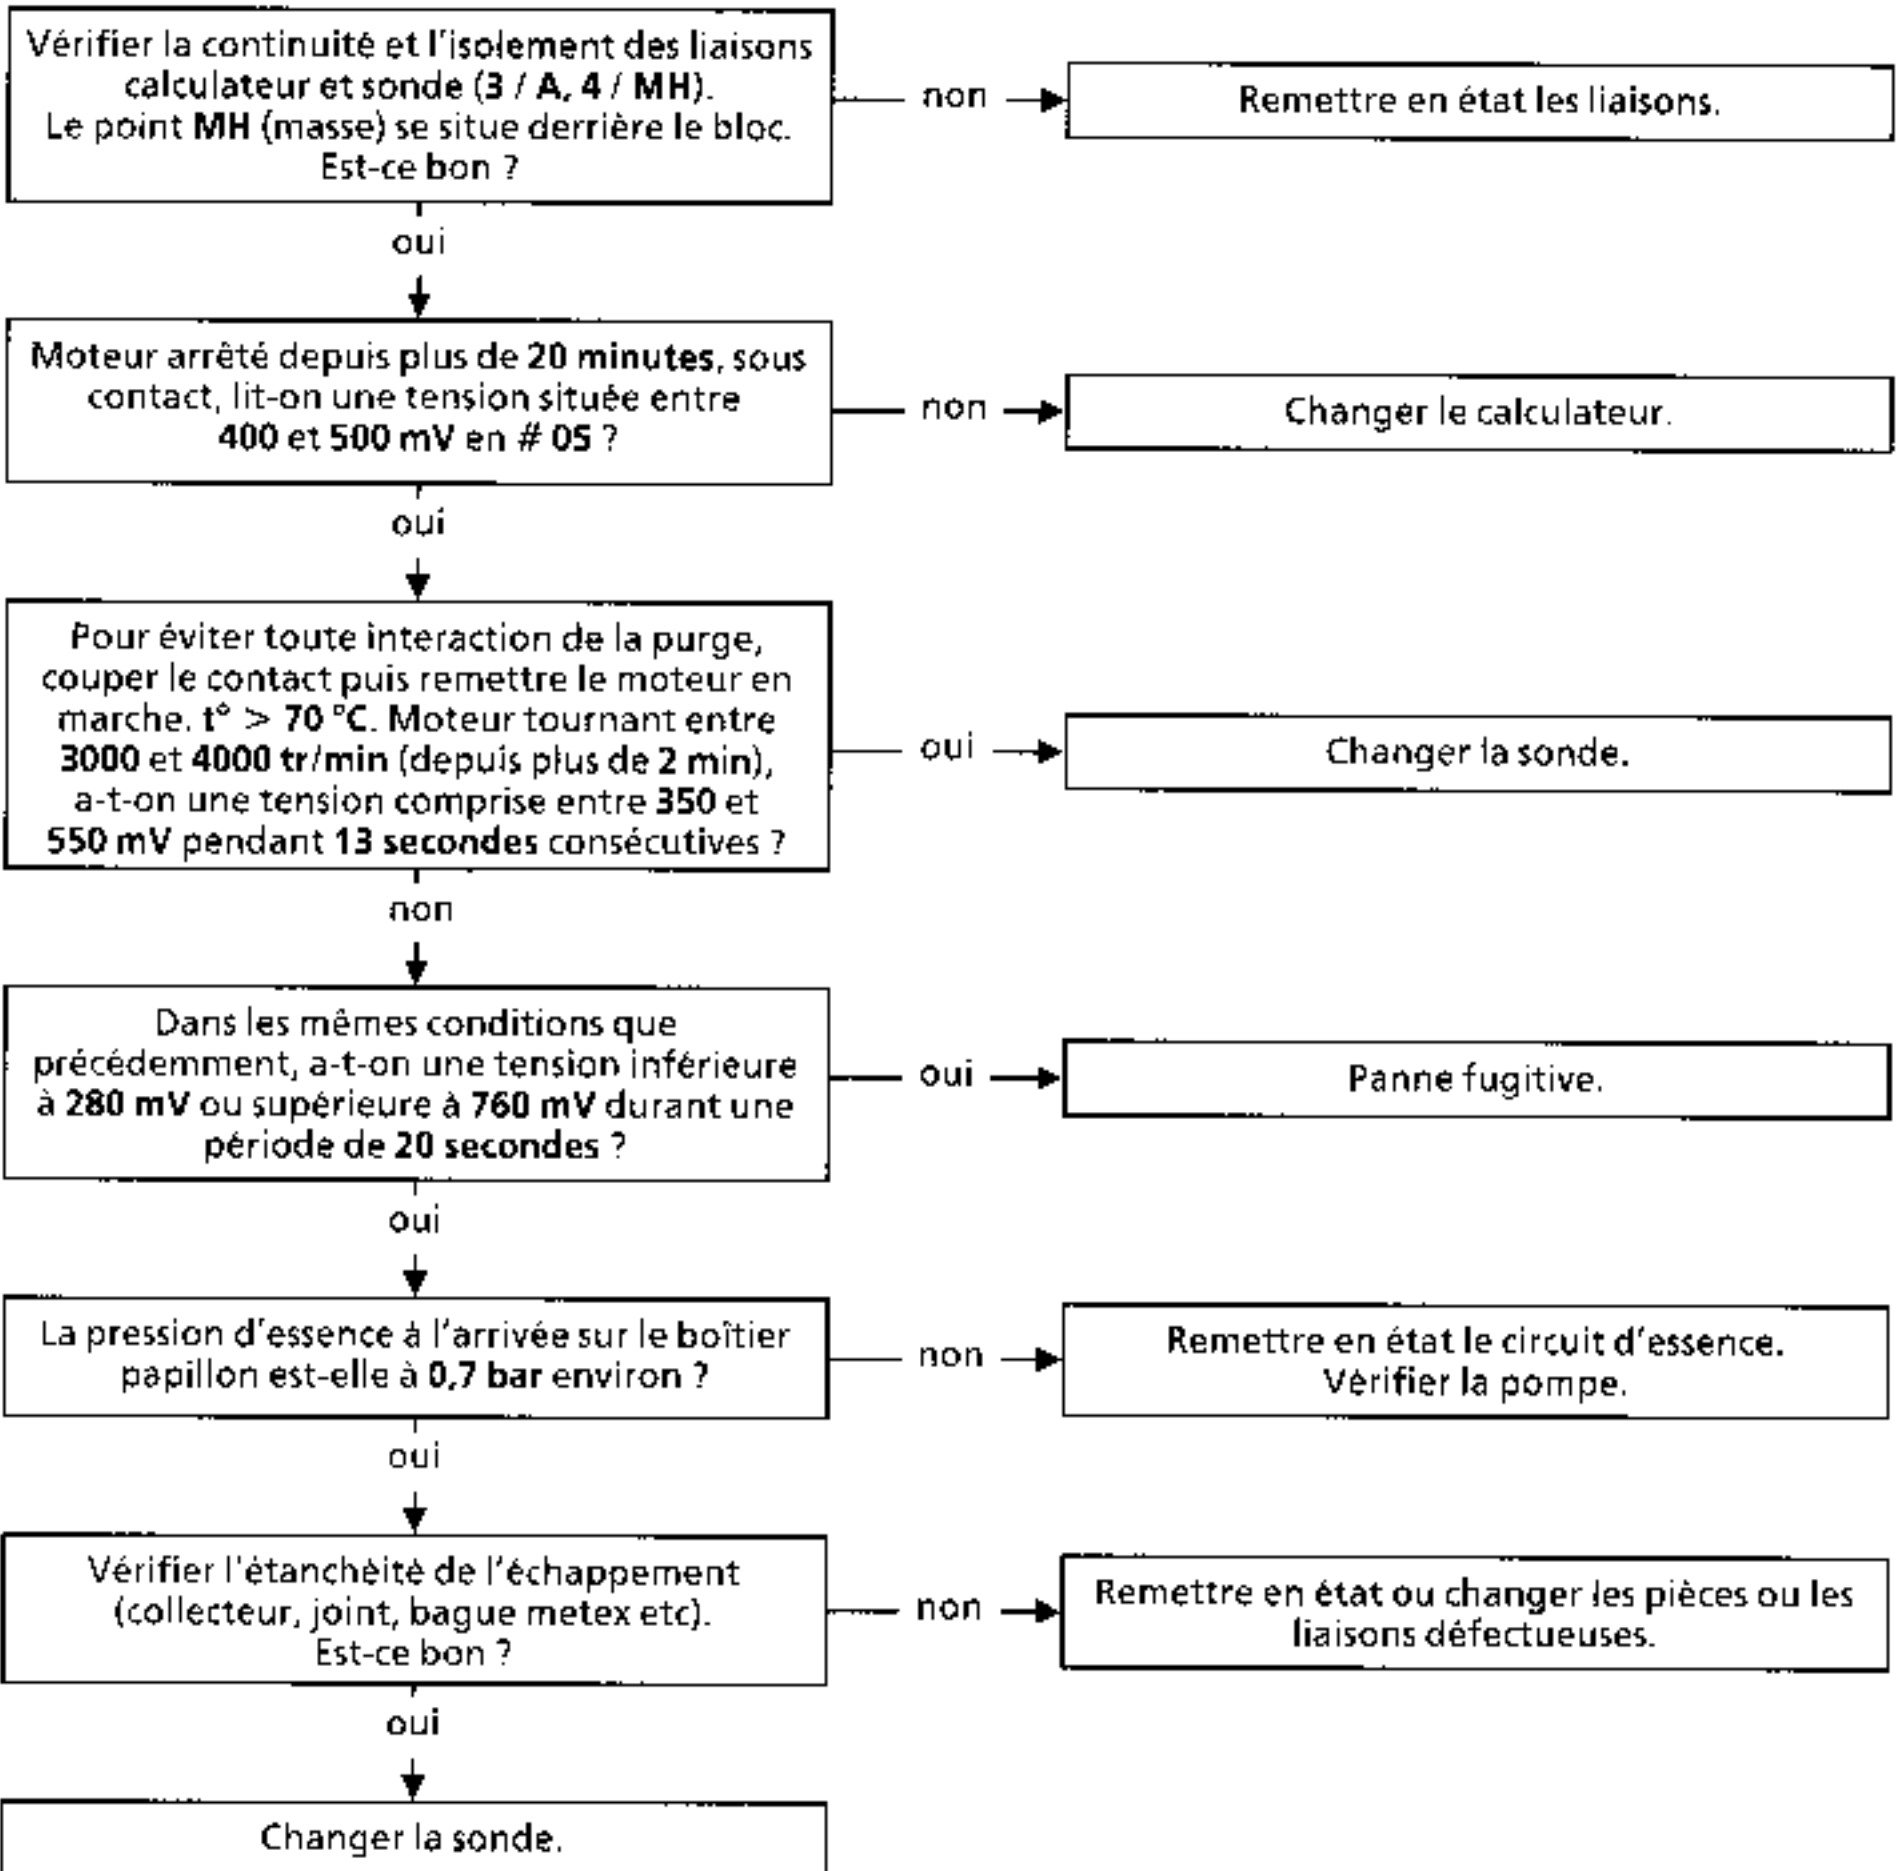 Vérifier la continuité et l'isolement des liaisons
calculateur et sonde (3 / A, 4 / MH).
Le point MH (masse) se situe derrière le bloc.
Est-ce bon ?
non
Remettre en état les liaisons.
oui
Moteur arrêté depuis plus de 20 minutes, sous
contact, lit-on une tension située entre
400 et 500 mV en # 05 ?
non
Changer le calculateur.
oui
Pour éviter toute interaction de la purge,
couper le contact puis remettre le moteur en
marche. t° > 70 °C. Moteur tournant entre
3000 et 4000 tr/min (depuis plus de 2 min),
a-t-on une tension comprise entre 350 et
550 mV pendant 13 secondes consécutives ?
oui
Changer la sonde.
non
Dans les mêmes conditions que
précédemment, a-t-on une tension inférieure
à 280 mV ou supérieure à 760 mV durant une
période de 20 secondes ?
oui
Panne fugitive.
oui
La pression d'essence à l'arrivée sur le boîtier
papillon est-elle à 0,7 bar environ ?
non
Remettre en état le circuit d'essence.
Vérifier la pompe.
oui
Vérifier l'étanchéité de l'échappement
(collecteur, joint, bague metex etc).
Est-ce bon ?
non
Remettre en état ou changer les pièces ou les
liaisons défectueuses.
oui
Changer la sonde.